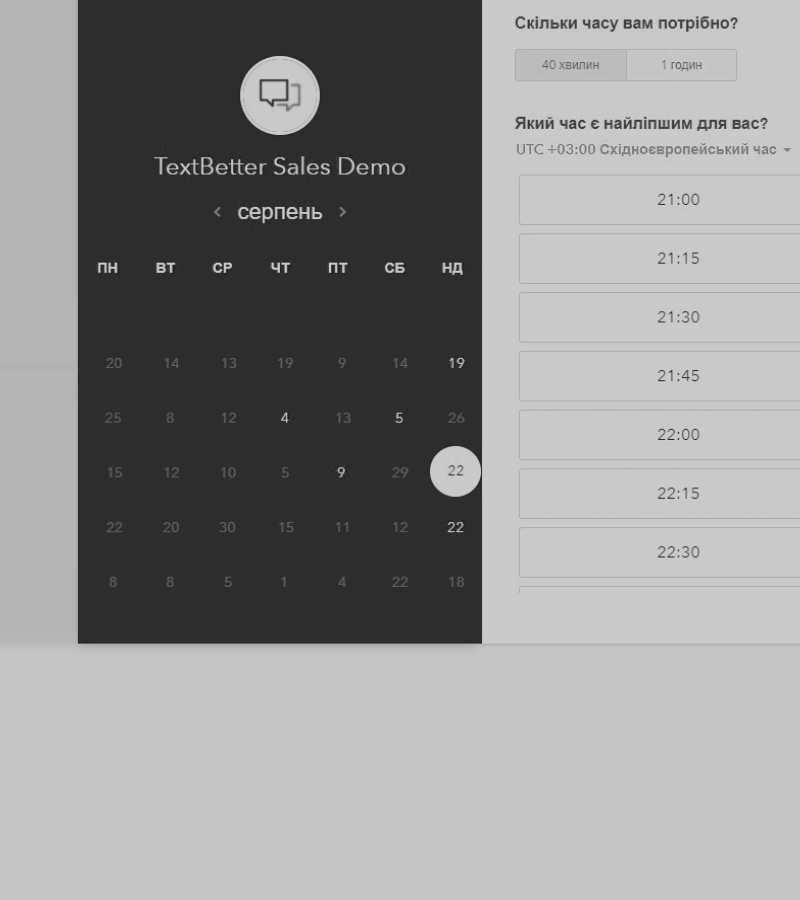 TextBetter Sales Demo
серпень
ПН ВТ СР ЧТ ПТ СБ НД
20 14 13 19 9 14 19
25 8 12 4 13 5 26
15 12 10 5 9 29 22
22 20 30 15 11 12 22
8 8 5 1 4 22 18
Скільки часу вам потрібно?
40 хвилин 1 годин
Який час є найліпшим для вас?
UTC +03:00 Східноєвропейський час
21:00
21:15
21:30
21:45
22:00
22:15
22:30